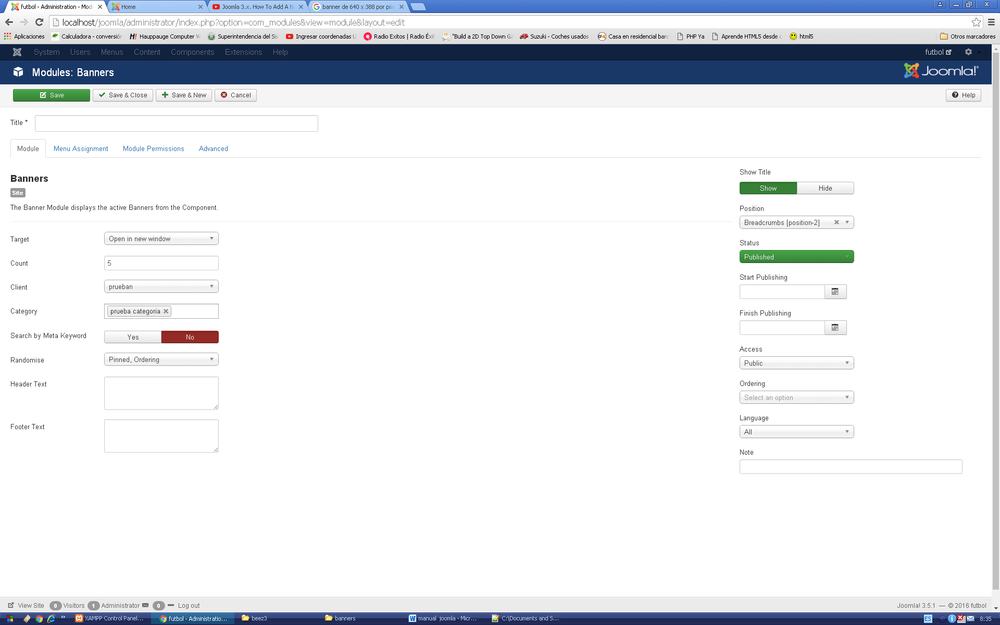 futbol - Administration - Modu
Home
Joomla 3.x. How To Add A N
banner de 640 x 388 por pix
localhost/joomla/administrator/index.php?option=com_modules&view=module&layout=edit
Aplicaciones
Calculadora - conversión
Hauppauge Computer W
Superintendencia del Sis
Ingresar coordenadas U
Radio Exitos | Radio Éxit
"Build a 2D Top Down Ga
Suzuki - Coches usados
Casa en residencial barc
PHP Ya
Aprende HTML5 desde c
html5
Otros marcadores
System
Users
Menus
Content
Components
Extensions
Help
futbol
Modules: Banners
Joomla!
Save
Save & Close
Save & New
Cancel
Help
Title *
Module
Menu Assignment
Module Permissions
Advanced
Banners
Site
The Banner Module displays the active Banners from the Component.
Target
Open in new window
Count
5
Client
prueban
Category
prueba categoria
Search by Meta Keyword
Yes
No
Randomise
Pinned, Ordering
Header Text
Footer Text
Show Title
Show
Hide
Position
Breadcrumbs [position-2]
Status
Published
Start Publishing
Finish Publishing
Access
Public
Ordering
Select an option
Language
All
Note
View Site
0 Visitors
1 Administrator
0
Log out
Joomla! 3.5.1 — © 2016 futbol
XAMPP Control Panel...
futbol - Administratio...
beez3
banners
manual joomla - Micr...
C:\Documents and S...
ES
8:35